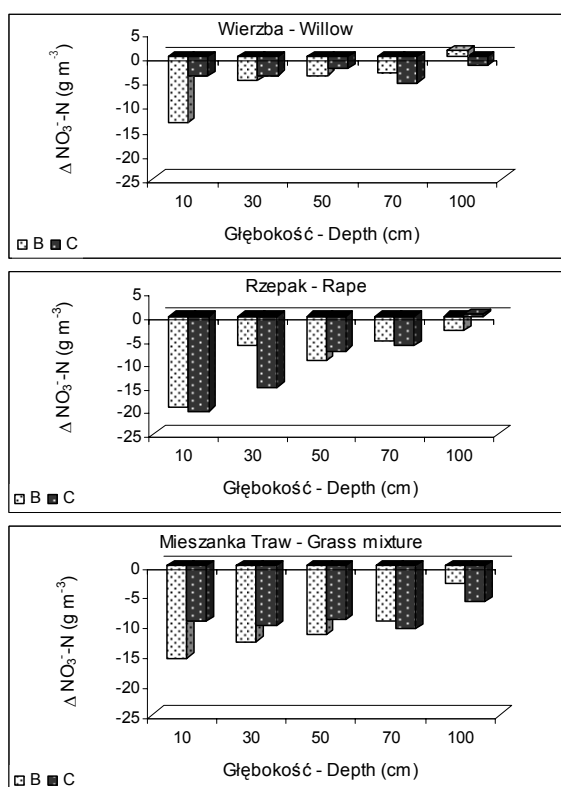 Wierzba - Willow
Δ NO₃⁻-N (g m⁻³)
5
0
-5
-10
-15
-20
-25
10 30 50 70 100
Głębokość - Depth (cm)
B C
Rzepak - Rape
Δ NO₃⁻-N (g m⁻³)
5
0
-5
-10
-15
-20
-25
10 30 50 70 100
Głębokość - Depth (cm)
B C
Mieszanka Traw - Grass mixture
Δ NO₃⁻-N (g m⁻³)
0
-5
-10
-15
-20
-25
10 30 50 70 100
Głębokość - Depth (cm)
B C